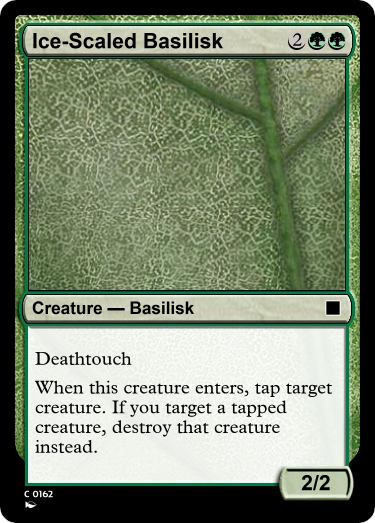 Ice-Scaled Basilisk 2
Creature — Basilisk
Deathtouch
When this creature enters, tap target
creature. If you target a tapped
creature, destroy that creature
instead.
2/2
C 0162